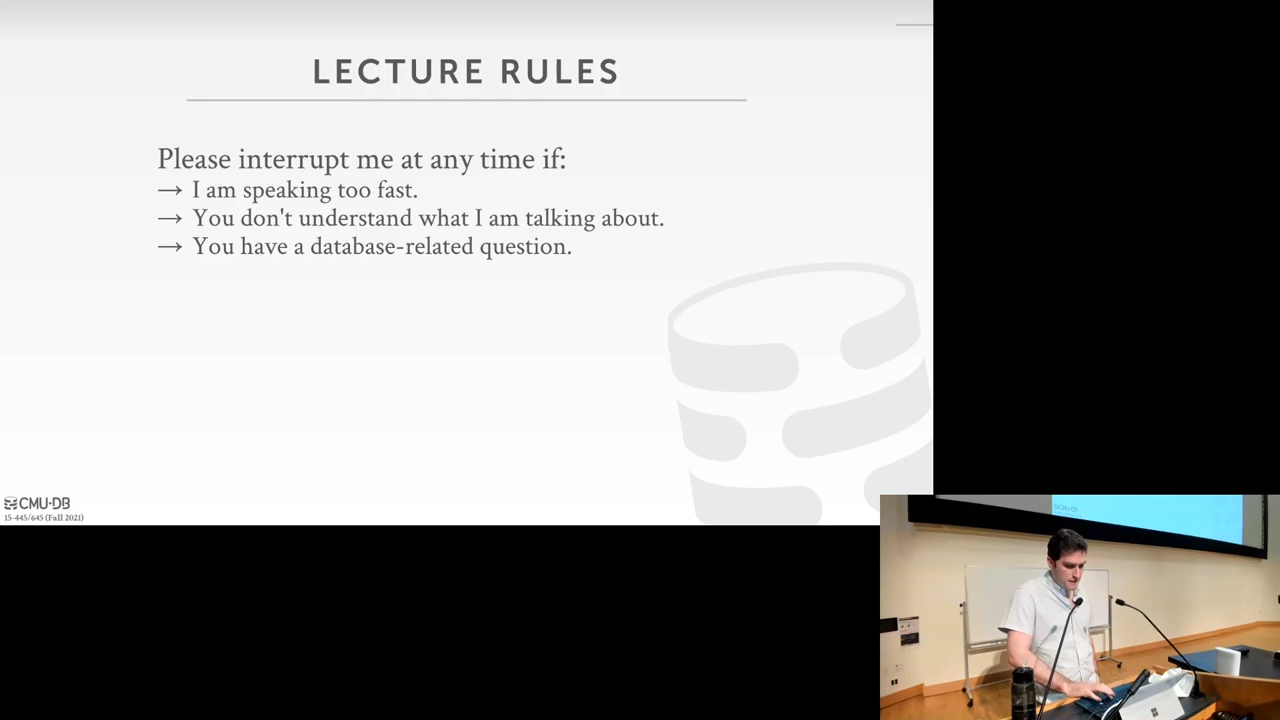 LECTURE RULES
Please interrupt me at any time if:
→ I am speaking too fast.
→ You don't understand what I am talking about.
→ You have a database-related question.
CMU·DB
15-445/645 (Fall 2021)